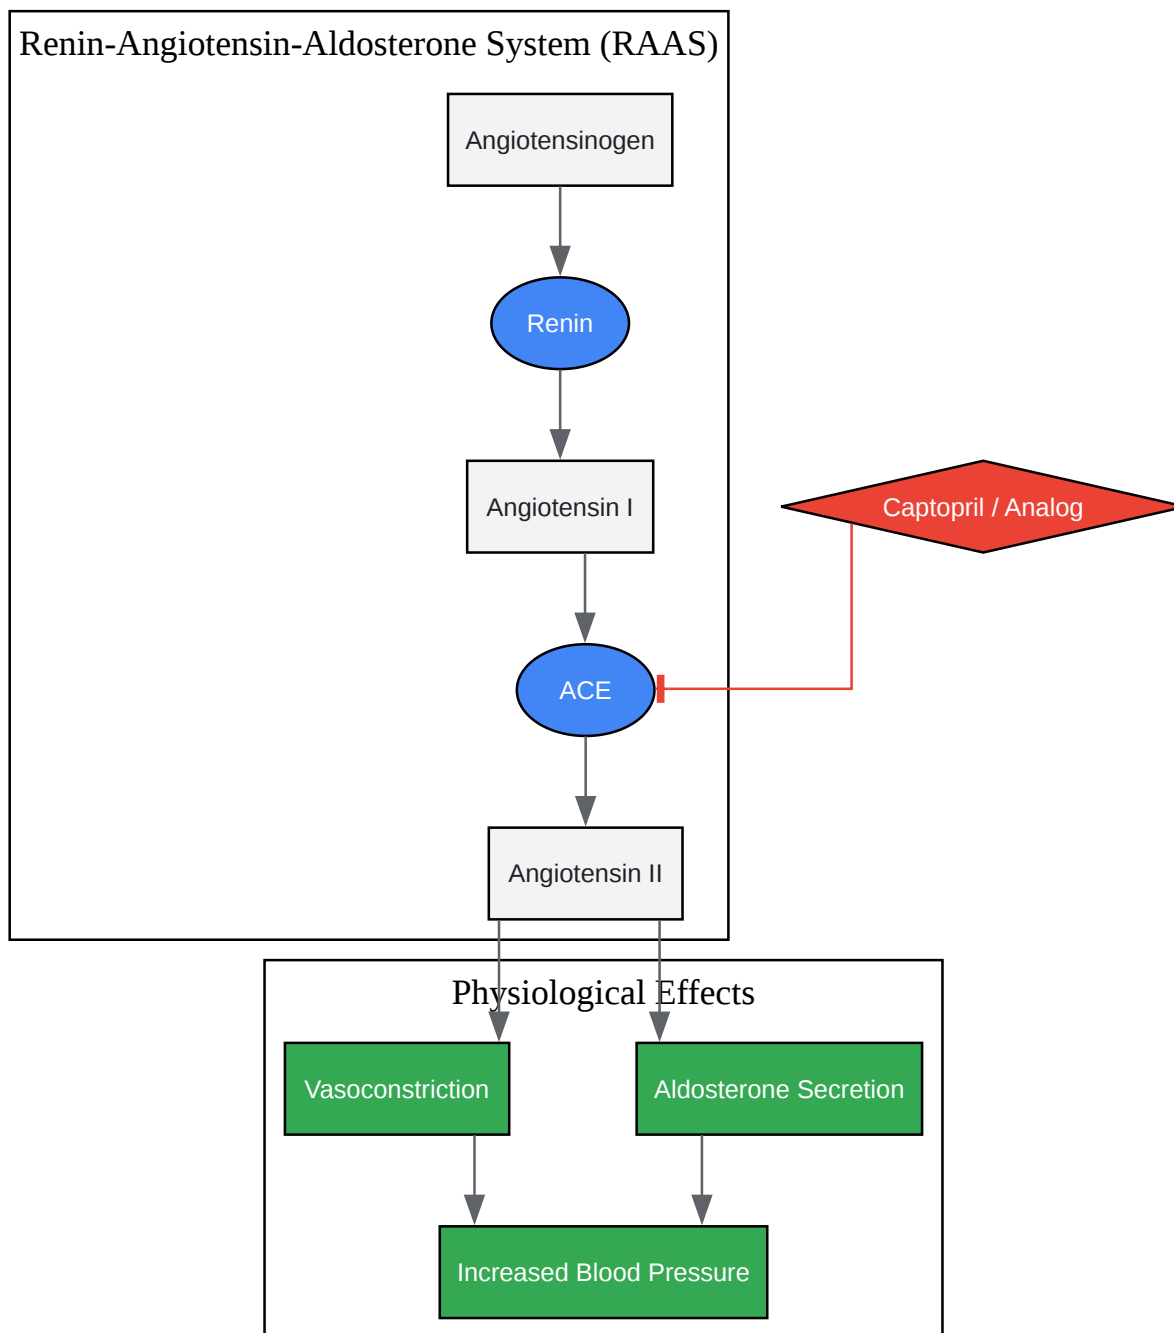 Renin-Angiotensin-Aldosterone System (RAAS)
Angiotensinogen
Renin
Angiotensin I
Captopril / Analog
ACE
Angiotensin II
Physiological Effects
Vasoconstriction
Aldosterone Secretion
Increased Blood Pressure